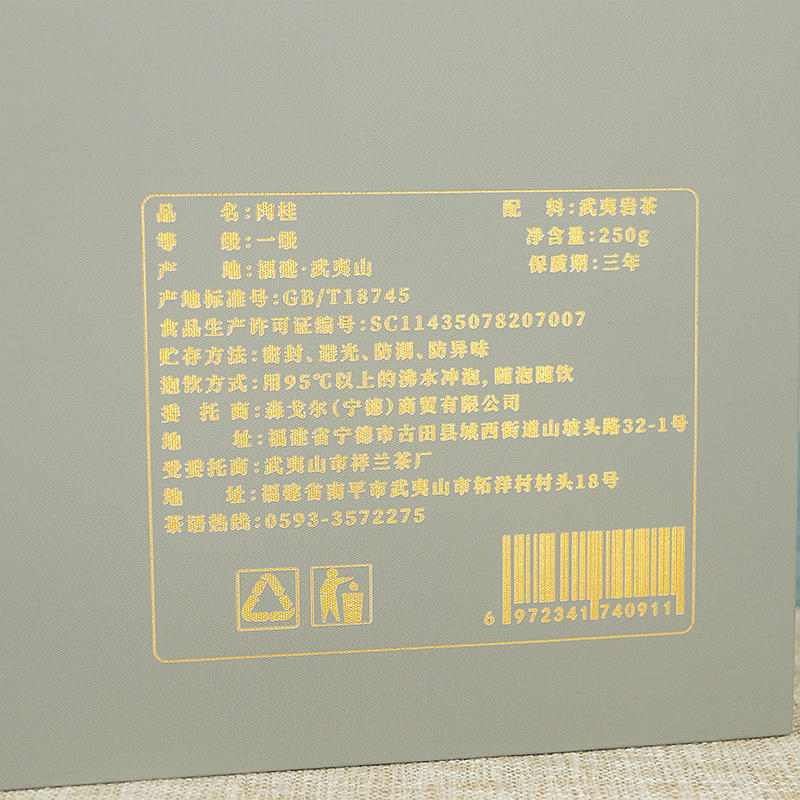 品 名:肉桂 配 料:武夷岩茶
等 级:一级 净含量:250g
产 地:福建·武夷山 保质期:三年
产地标准号:GB/T18745
食品生产许可证编号:SC11435078207007
贮存方法:密封、避光、防潮、防异味
泡饮方式:用95℃以上的沸水冲泡,随泡随饮
委 托 商:森戈尔(宁德)商贸有限公司
地 址:福建省宁德市古田县城西街道山坡头路32-1号
受委托商:武夷山市祥兰茶厂
地 址:福建省南平市武夷山市柘洋村村头18号
茶语热线:0593-3572275
6 972341 740911